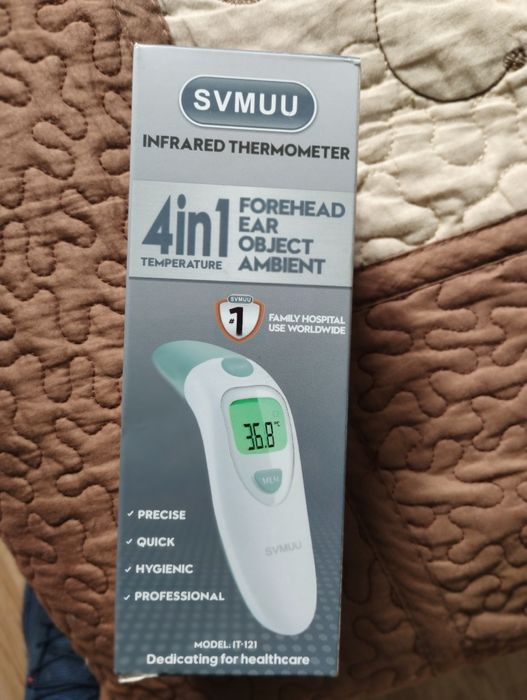 SVMUU
INFRARED THERMOMETER
4in1
TEMPERATURE
FOREHEAD
EAR
OBJECT
AMBIENT
SVMUU
#1
FAMILY HOSPITAL
USE WORLDWIDE
36.8°C
MEM
SVMUU
✓ PRECISE
✓ QUICK
✓ HYGIENIC
✓ PROFESSIONAL
MODEL: IT-121
Dedicating for healthcare